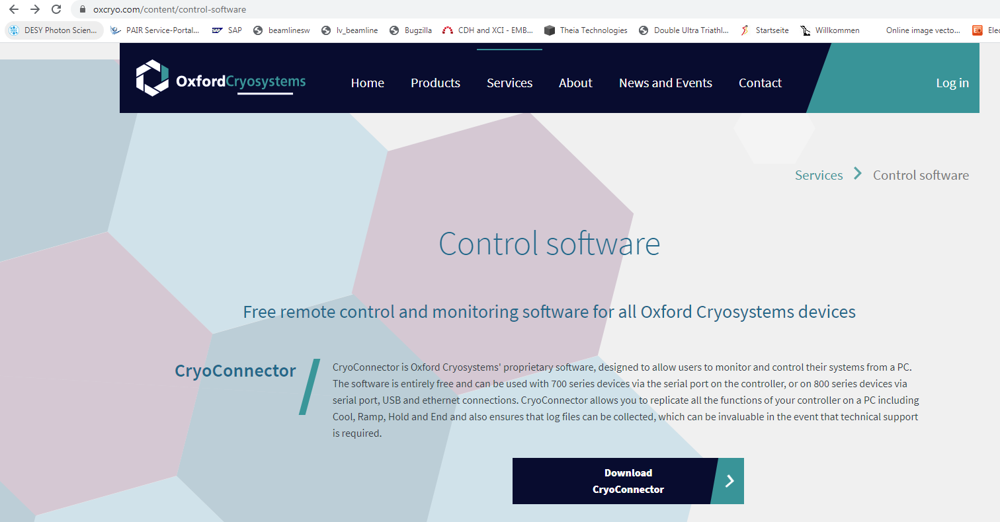 oxcryo.com/content/control-software
DESY Photon Scien... PAIR Service-Portal... SAP beamlinesw lv_beamline Bugzilla CDH and XCI - EMB... Theia Technologies Double Ultra Triathl... Startseite Willkommen Online image vecto... ED Elec
OxfordCryosystems Home Products Services About News and Events Contact Log in
Services Control software
Control software
Free remote control and monitoring software for all Oxford Cryosystems devices
CryoConnector
CryoConnector is Oxford Cryosystems' proprietary software, designed to allow users to monitor and control their systems from a PC.
The software is entirely free and can be used with 700 series devices via the serial port on the controller, or on 800 series devices via
serial port, USB and ethernet connections. CryoConnector allows you to replicate all the functions of your controller on a PC including
Cool, Ramp, Hold and End and also ensures that log files can be collected, which can be invaluable in the event that technical support
is required.
Download
CryoConnector